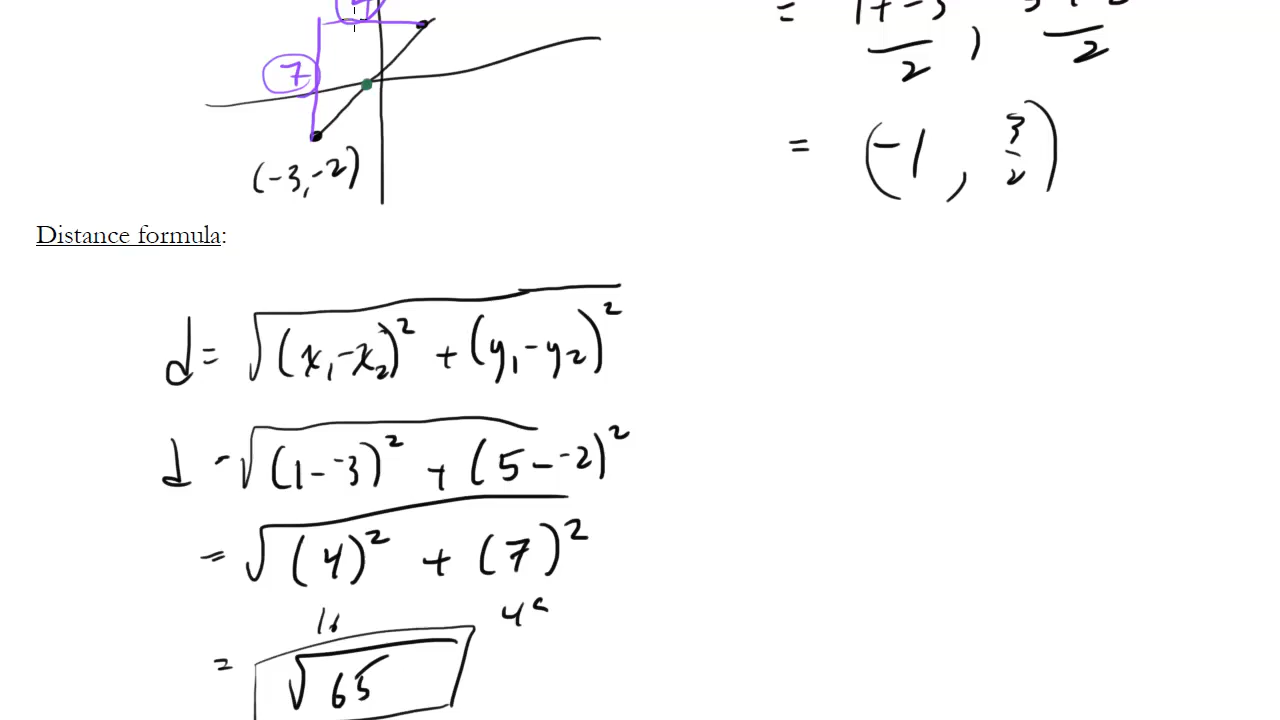 7
(-3,-2)
= (-1, 3/2)
Distance formula:
d = √(x₁-x₂)² + (y₁-y₂)²
d = √(1--3)² + (5--2)²
= √(4)² + (7)²
16
= √65